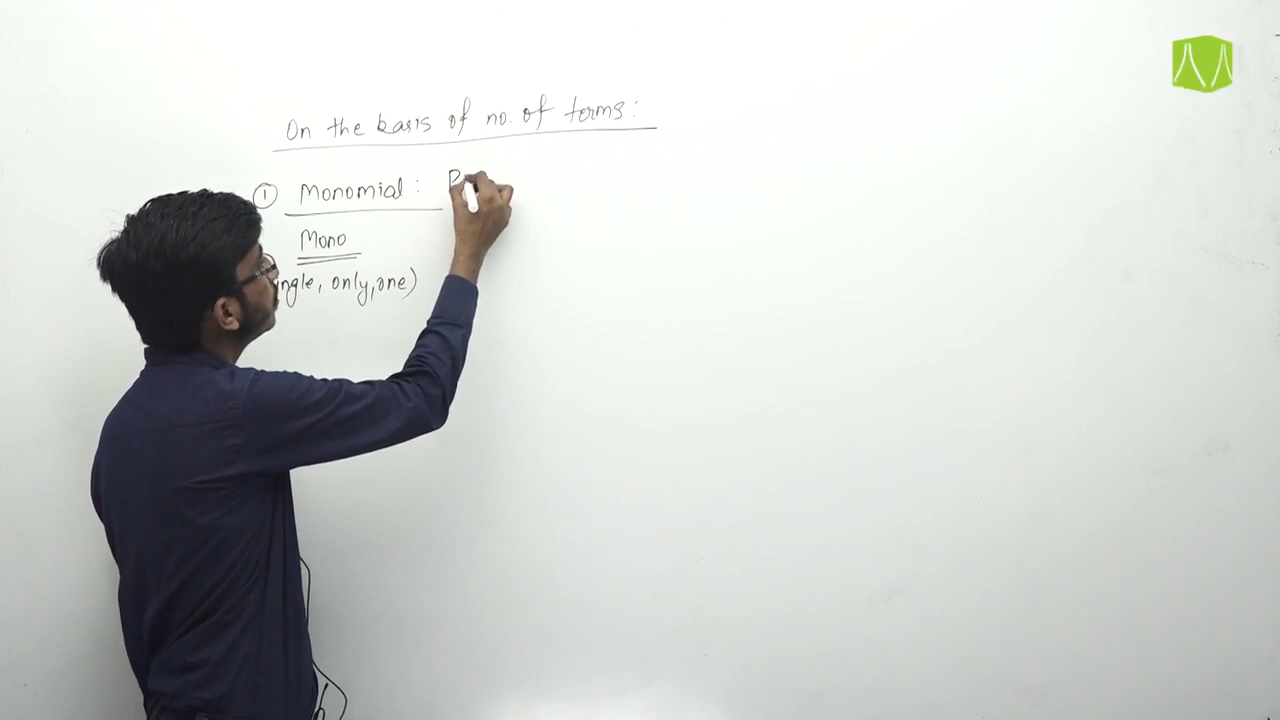 On the basis of no. of terms:
① Monomial : P
Mono
ngle, only, one)